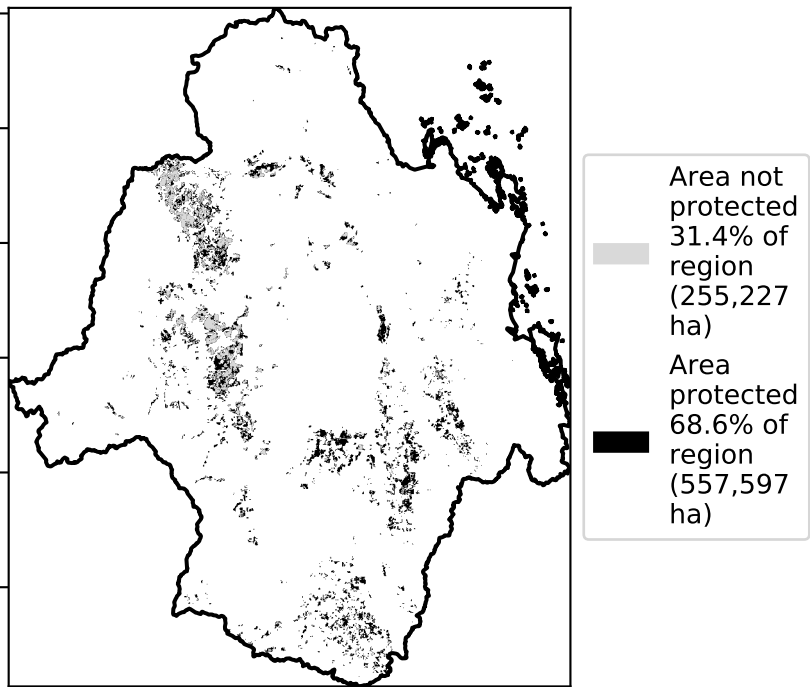 Area not
protected
31.4% of
region
(255,227
ha)
Area
protected
68.6% of
region
(557,597
ha)